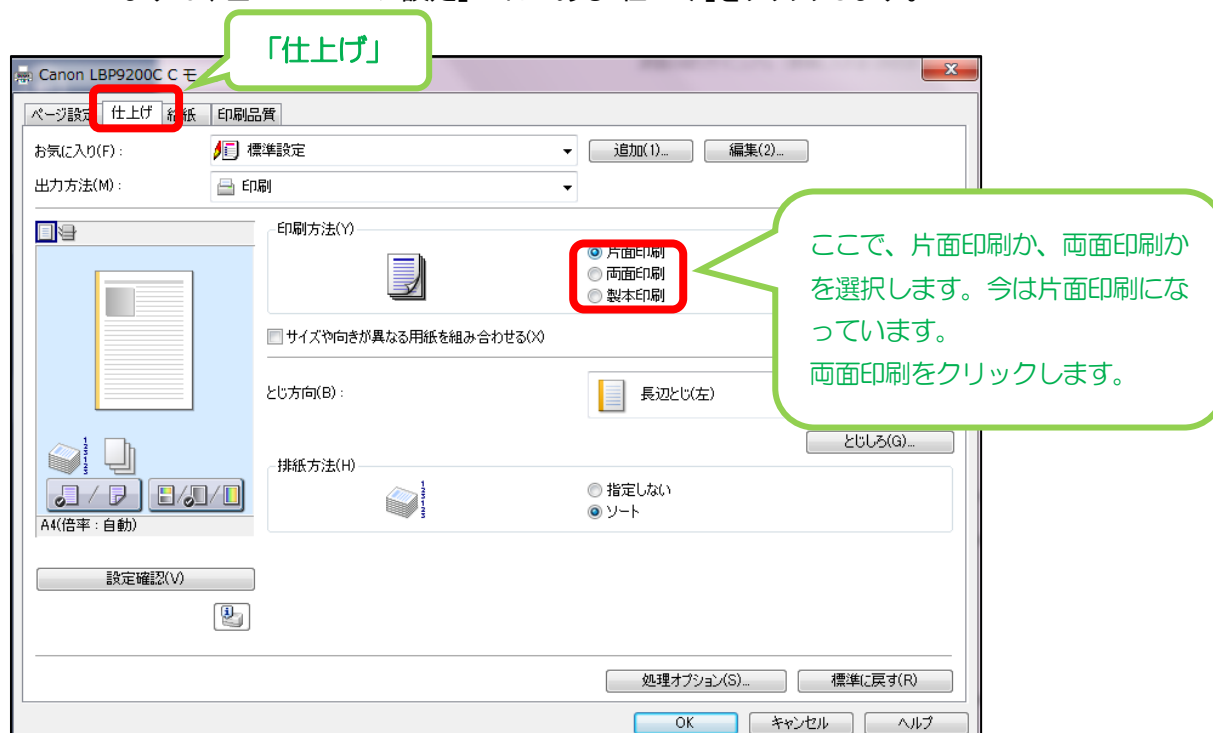 「仕上げ」
Canon LBP9200C C モ
ページ設定 仕上げ 給紙 印刷品質
お気に入り(F) : 標準設定 追加(1)... 編集(2)...
出力方法(M) : 印刷
印刷方法(Y)
片面印刷
両面印刷
製本印刷
ここで、片面印刷か、両面印刷か
を選択します。今は片面印刷にな
っています。
両面印刷をクリックします。
サイズや向きが異なる用紙を組み合わせる(X)
とじ方向(B) : 長辺とじ(左)
とじしろ(G)...
排紙方法(H)
指定しない
ソート
A4(倍率 : 自動)
設定確認(V)
処理オプション(S)... 標準に戻す(R)
OK キャンセル ヘルプ